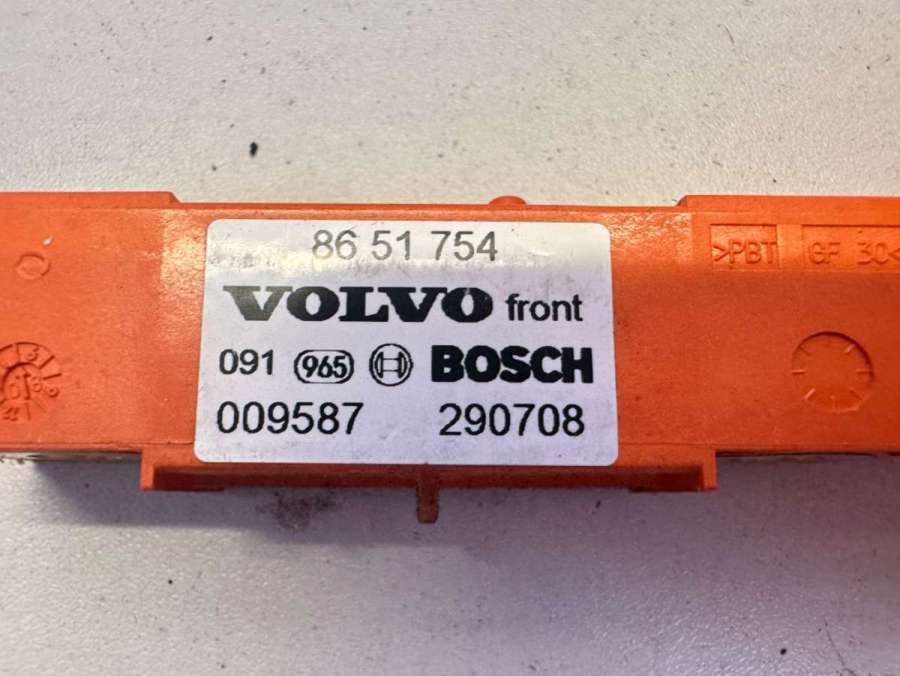 86 51 754
VOLVO front
091 965 BOSCH
009587 290708
>PBT GF 30<